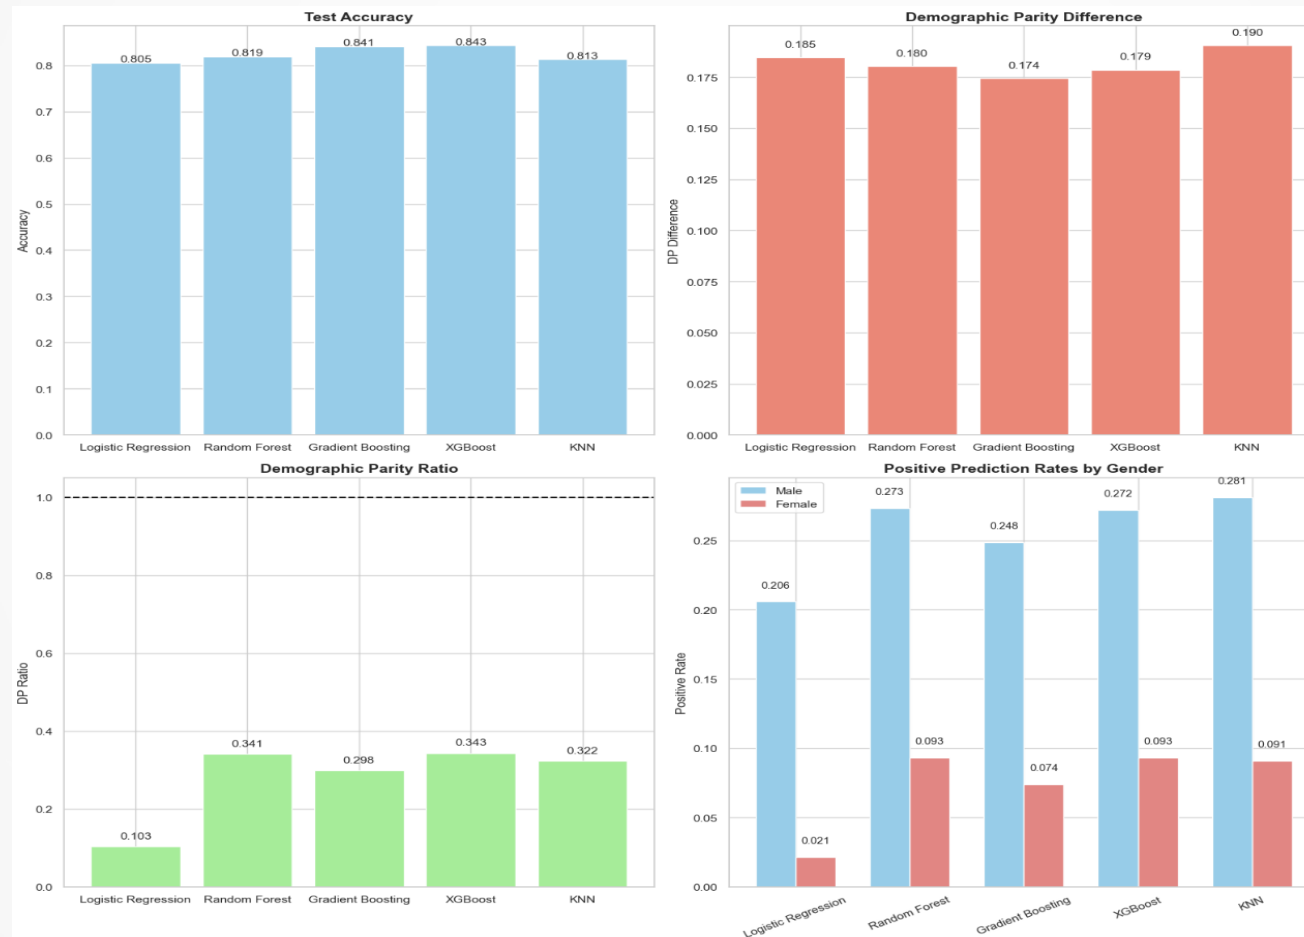 Test Accuracy
Accuracy
0.8
0.7
0.6
0.5
0.4
0.3
0.2
0.1
0.0
0.805
0.819
0.841
0.843
0.813
Logistic Regression
Random Forest
Gradient Boosting
XGBoost
KNN
Demographic Parity Difference
DP Difference
0.175
0.150
0.125
0.100
0.075
0.050
0.025
0.000
0.185
0.180
0.174
0.179
0.190
Logistic Regression
Random Forest
Gradient Boosting
XGBoost
KNN
Demographic Parity Ratio
DP Ratio
1.0
0.8
0.6
0.4
0.2
0.0
0.103
0.341
0.298
0.343
0.322
Logistic Regression
Random Forest
Gradient Boosting
XGBoost
KNN
Positive Prediction Rates by Gender
Male
Female
Positive Rate
0.25
0.20
0.15
0.10
0.05
0.00
0.206
0.021
0.273
0.093
0.248
0.074
0.272
0.093
0.281
0.091
Logistic Regression
Random Forest
Gradient Boosting
XGBoost
KNN